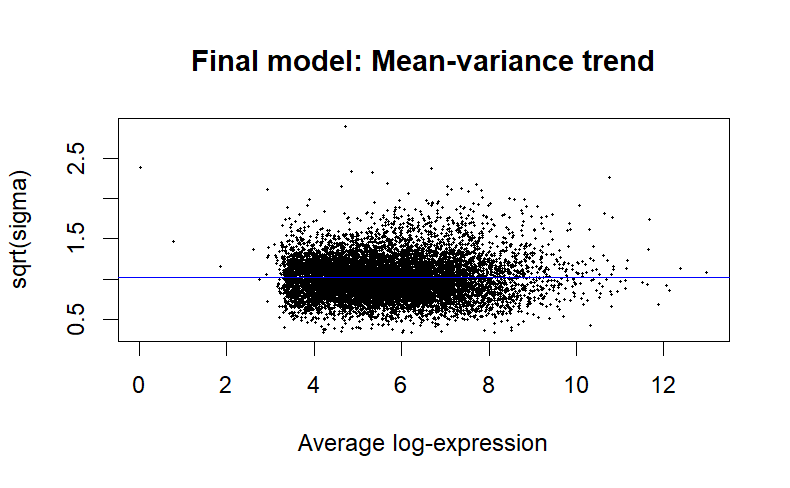 Final model: Mean-variance trend
sqrt(sigma)
2.5
1.5
0.5
0 2 4 6 8 10 12
Average log-expression